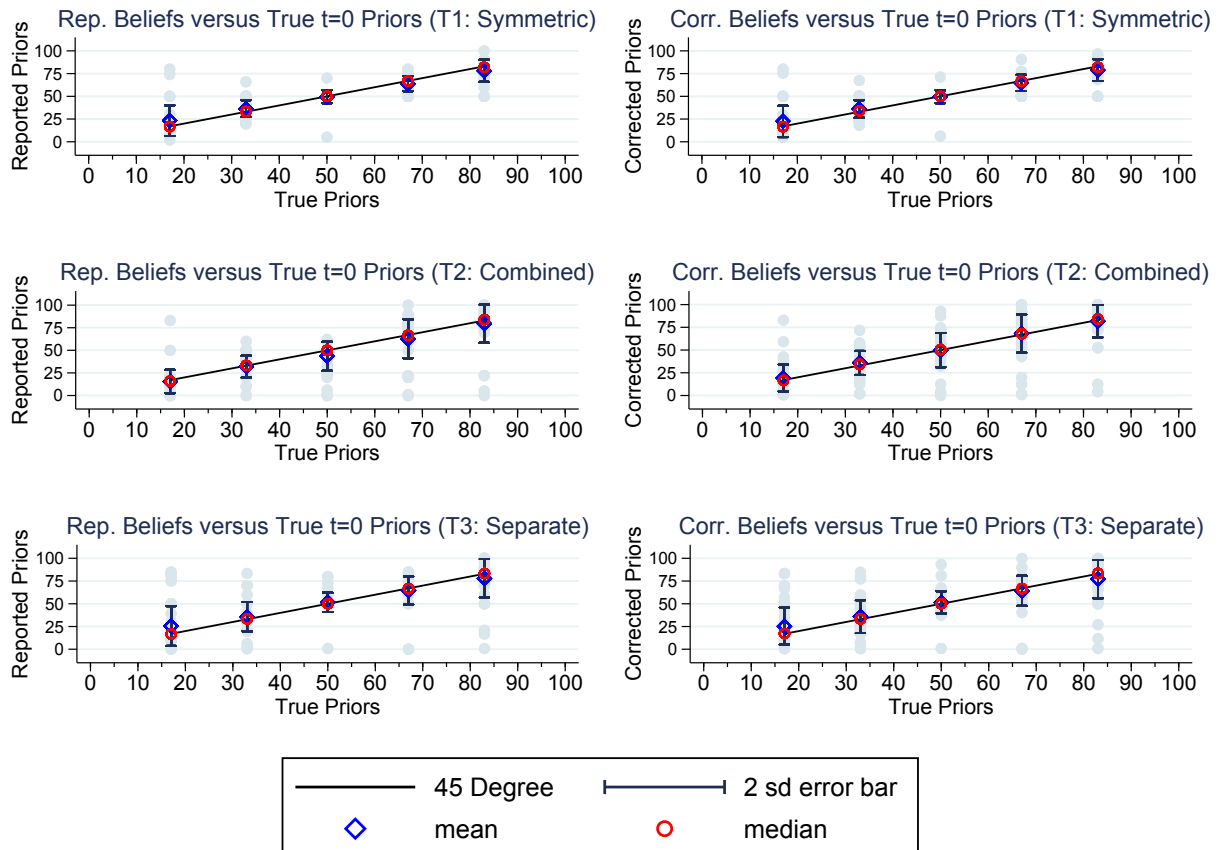 Rep. Beliefs versus True t=0 Priors (T1: Symmetric)
Reported Priors
100
75
50
25
0
0 10 20 30 40 50 60 70 80 90 100
True Priors
Corr. Beliefs versus True t=0 Priors (T1: Symmetric)
Corrected Priors
100
75
50
25
0
0 10 20 30 40 50 60 70 80 90 100
True Priors
Rep. Beliefs versus True t=0 Priors (T2: Combined)
Reported Priors
100
75
50
25
0
0 10 20 30 40 50 60 70 80 90 100
True Priors
Corr. Beliefs versus True t=0 Priors (T2: Combined)
Corrected Priors
100
75
50
25
0
0 10 20 30 40 50 60 70 80 90 100
True Priors
Rep. Beliefs versus True t=0 Priors (T3: Separate)
Reported Priors
100
75
50
25
0
0 10 20 30 40 50 60 70 80 90 100
True Priors
Corr. Beliefs versus True t=0 Priors (T3: Separate)
Corrected Priors
100
75
50
25
0
0 10 20 30 40 50 60 70 80 90 100
True Priors
45 Degree 2 sd error bar
mean median